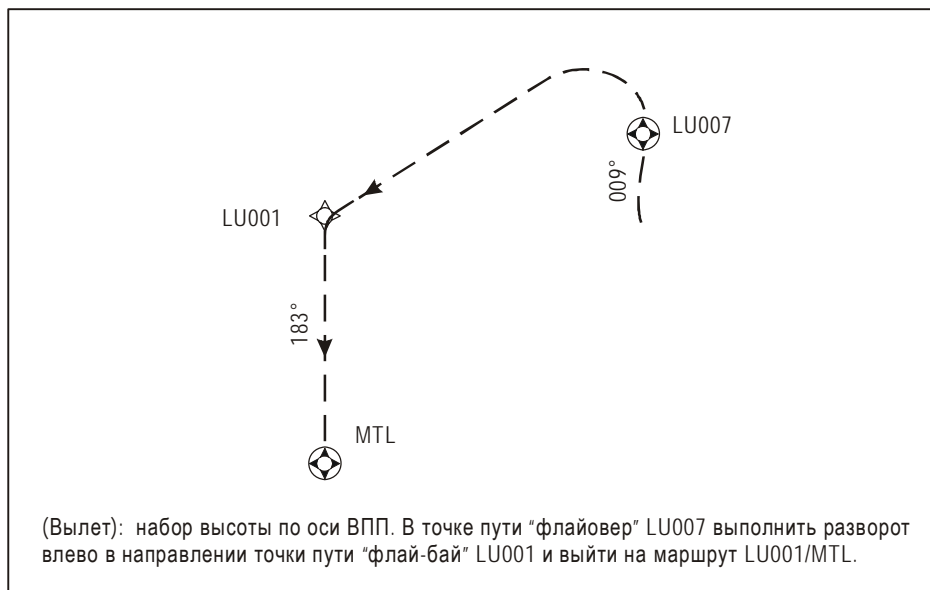 LU007
009°
LU001
183°
MTL
(Вылет): набор высоты по оси ВПП. В точке пути “флайовер” LU007 выполнить разворот
влево в направлении точки пути “флай-бай” LU001 и выйти на маршрут LU001/MTL.